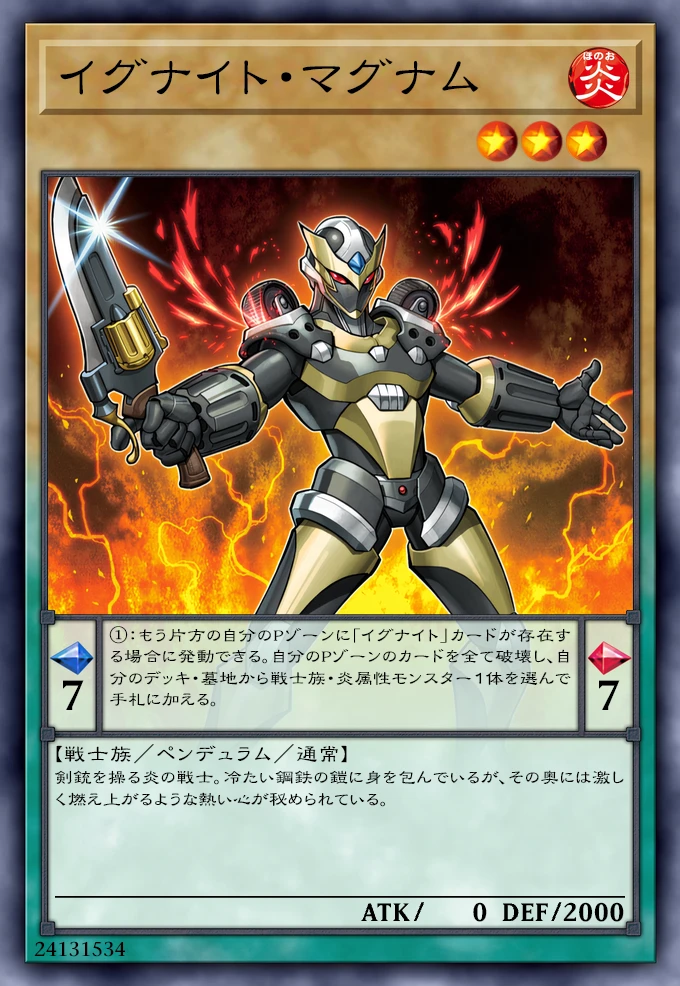 イグナイト・マグナム
ほのお
炎
①:もう片方の自分のPゾーンに「イグナイト」カードが存在す
る場合に発動できる。自分のPゾーンのカードを全て破壊し、自
分のデッキ・墓地から戦士族・炎属性モンスター1体を選んで
手札に加える。
7
7
【戦士族／ペンデュラム／通常】
剣銃を操る炎の戦士。冷たい鋼鉄の鎧に身を包んでいるが、その奥には激し
く燃え上がるような熱い心が秘められている。
ATK/ 0 DEF/2000
24131534